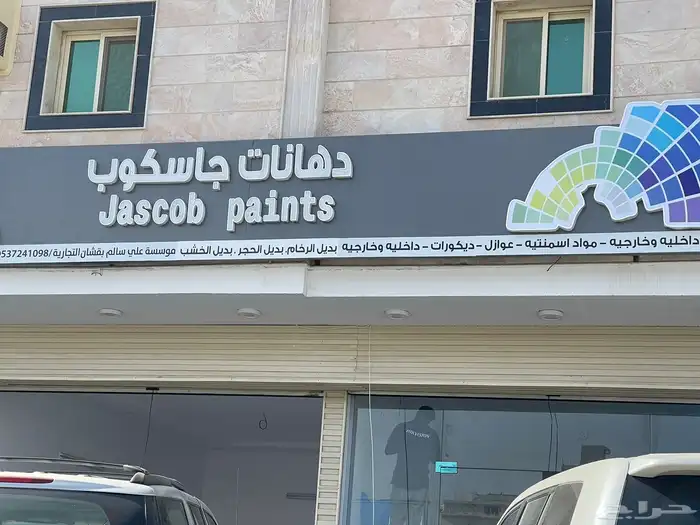 دهانات جاسكوب
Jascob paints
داخليه وخارجيه – مواد اسمنتيه – عوازل – ديكورات – داخلية وخارجيه بديل الرخام. بديل الحجر . بديل الخشب موسسة علي سالم بقشان التجارية/0537241098
حراج